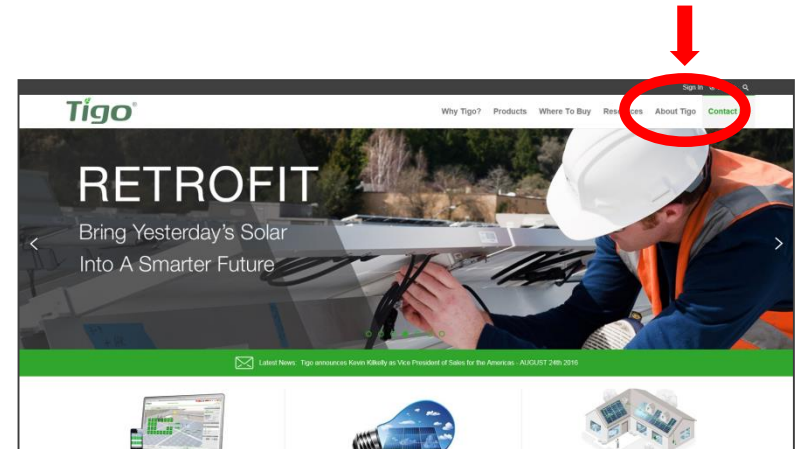 Sign In
Tigo®
Why Tigo? Products Where To Buy Resources About Tigo Contact
RETROFIT
Bring Yesterday's Solar
Into A Smarter Future
Latest News: Tigo announces Kevin Kilkelly as Vice President of Sales for the Americas - AUGUST 24th 2016